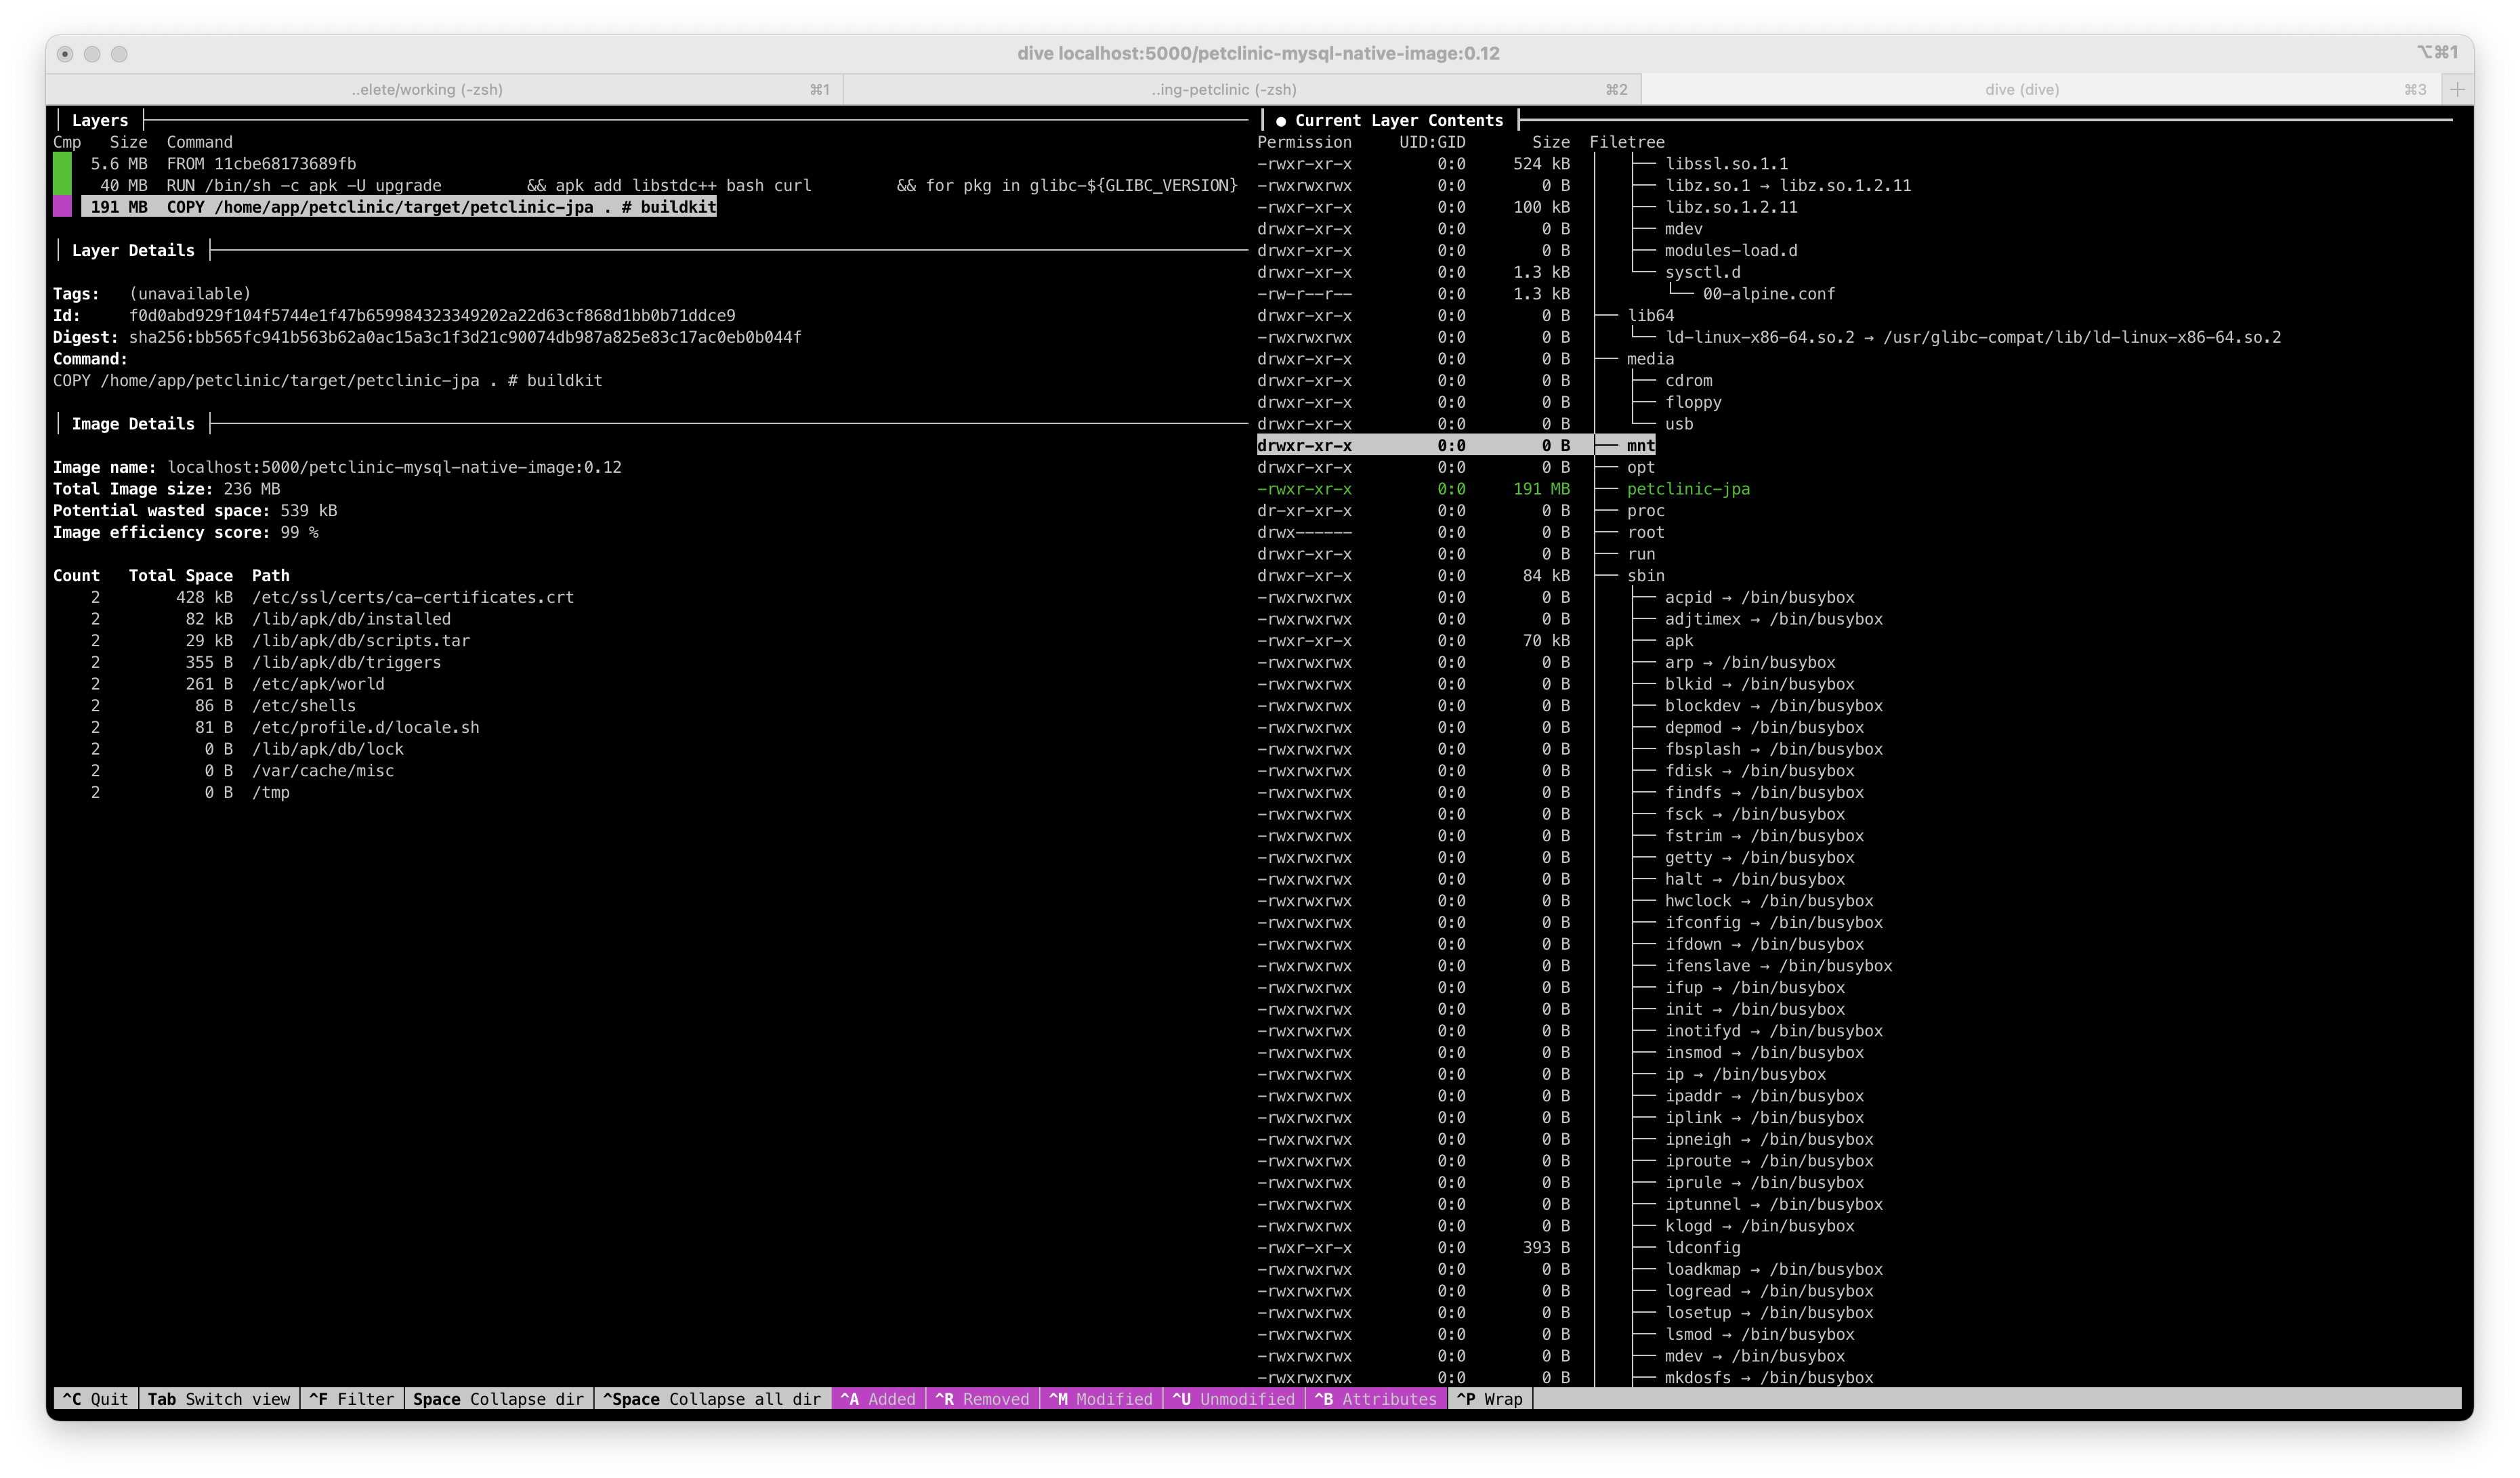 dive localhost:5000/petclinic-mysql-native-image:0.12
⌥⌘1
..elete/working (-zsh) ⌘1
..ing-petclinic (-zsh) ⌘2
dive (dive) ⌘3
+
Layers
Cmp Size Command
5.6 MB FROM 11cbe68173689fb
40 MB RUN /bin/sh -c apk -U upgrade && apk add libstdc++ bash curl && for pkg in glibc-${GLIBC_VERSION}
191 MB COPY /home/app/petclinic/target/petclinic-jpa . # buildkit
Layer Details
Tags: (unavailable)
Id: f0d0abd929f104f5744e1f47b659984323349202a22d63cf868d1bb0b71ddce9
Digest: sha256:bb565fc941b563b62a0ac15a3c1f3d21c90074db987a825e83c17ac0eb0b044f
Command:
COPY /home/app/petclinic/target/petclinic-jpa . # buildkit
Image Details
Image name: localhost:5000/petclinic-mysql-native-image:0.12
Total Image size: 236 MB
Potential wasted space: 539 kB
Image efficiency score: 99 %
Count Total Space Path
2 428 kB /etc/ssl/certs/ca-certificates.crt
2 82 kB /lib/apk/db/installed
2 29 kB /lib/apk/db/scripts.tar
2 355 B /lib/apk/db/triggers
2 261 B /etc/apk/world
2 86 B /etc/shells
2 81 B /etc/profile.d/locale.sh
2 0 B /lib/apk/db/lock
2 0 B /var/cache/misc
2 0 B /tmp
● Current Layer Contents
Permission UID:GID Size Filetree
-rwxr-xr-x 0:0 524 kB libssl.so.1.1
-rwxrwxrwx 0:0 0 B libz.so.1 → libz.so.1.2.11
-rwxr-xr-x 0:0 100 kB libz.so.1.2.11
drwxr-xr-x 0:0 0 B mdev
drwxr-xr-x 0:0 0 B modules-load.d
drwxr-xr-x 0:0 1.3 kB sysctl.d
-rw-r--r-- 0:0 1.3 kB 00-alpine.conf
drwxr-xr-x 0:0 0 B lib64
-rwxrwxrwx 0:0 0 B ld-linux-x86-64.so.2 → /usr/glibc-compat/lib/ld-linux-x86-64.so.2
drwxr-xr-x 0:0 0 B media
drwxr-xr-x 0:0 0 B cdrom
drwxr-xr-x 0:0 0 B floppy
drwxr-xr-x 0:0 0 B usb
drwxr-xr-x 0:0 0 B mnt
drwxr-xr-x 0:0 0 B opt
-rwxr-xr-x 0:0 191 MB petclinic-jpa
dr-xr-xr-x 0:0 0 B proc
drwx------ 0:0 0 B root
drwxr-xr-x 0:0 0 B run
drwxr-xr-x 0:0 84 kB sbin
-rwxrwxrwx 0:0 0 B acpid → /bin/busybox
-rwxrwxrwx 0:0 0 B adjtimex → /bin/busybox
-rwxr-xr-x 0:0 70 kB apk
-rwxrwxrwx 0:0 0 B arp → /bin/busybox
-rwxrwxrwx 0:0 0 B blkid → /bin/busybox
-rwxrwxrwx 0:0 0 B blockdev → /bin/busybox
-rwxrwxrwx 0:0 0 B depmod → /bin/busybox
-rwxrwxrwx 0:0 0 B fbsplash → /bin/busybox
-rwxrwxrwx 0:0 0 B fdisk → /bin/busybox
-rwxrwxrwx 0:0 0 B findfs → /bin/busybox
-rwxrwxrwx 0:0 0 B fsck → /bin/busybox
-rwxrwxrwx 0:0 0 B fstrim → /bin/busybox
-rwxrwxrwx 0:0 0 B getty → /bin/busybox
-rwxrwxrwx 0:0 0 B halt → /bin/busybox
-rwxrwxrwx 0:0 0 B hwclock → /bin/busybox
-rwxrwxrwx 0:0 0 B ifconfig → /bin/busybox
-rwxrwxrwx 0:0 0 B ifdown → /bin/busybox
-rwxrwxrwx 0:0 0 B ifenslave → /bin/busybox
-rwxrwxrwx 0:0 0 B ifup → /bin/busybox
-rwxrwxrwx 0:0 0 B init → /bin/busybox
-rwxrwxrwx 0:0 0 B inotifyd → /bin/busybox
-rwxrwxrwx 0:0 0 B insmod → /bin/busybox
-rwxrwxrwx 0:0 0 B ip → /bin/busybox
-rwxrwxrwx 0:0 0 B ipaddr → /bin/busybox
-rwxrwxrwx 0:0 0 B iplink → /bin/busybox
-rwxrwxrwx 0:0 0 B ipneigh → /bin/busybox
-rwxrwxrwx 0:0 0 B iproute → /bin/busybox
-rwxrwxrwx 0:0 0 B iprule → /bin/busybox
-rwxrwxrwx 0:0 0 B iptunnel → /bin/busybox
-rwxrwxrwx 0:0 0 B klogd → /bin/busybox
-rwxr-xr-x 0:0 393 B ldconfig
-rwxrwxrwx 0:0 0 B loadkmap → /bin/busybox
-rwxrwxrwx 0:0 0 B logread → /bin/busybox
-rwxrwxrwx 0:0 0 B losetup → /bin/busybox
-rwxrwxrwx 0:0 0 B lsmod → /bin/busybox
-rwxrwxrwx 0:0 0 B mdev → /bin/busybox
-rwxrwxrwx 0:0 0 B mkdosfs → /bin/busybox
^C Quit Tab Switch view ^F Filter Space Collapse dir ^Space Collapse all dir ^A Added ^R Removed ^M Modified ^U Unmodified ^B Attributes ^P Wrap